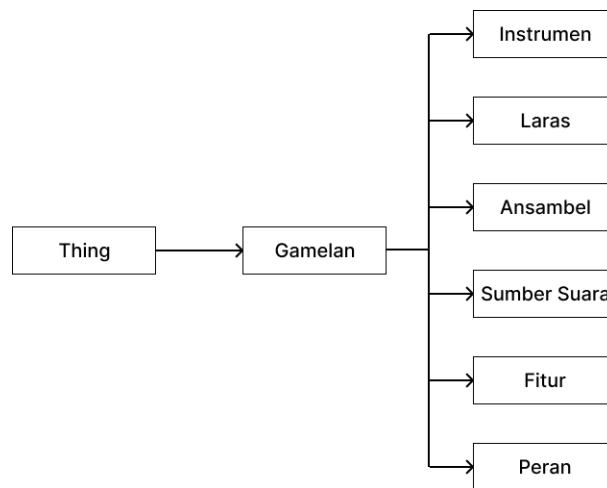 Thing
Gamelan
Instrumen
Laras
Ansambel
Sumber Suara
Fitur
Peran